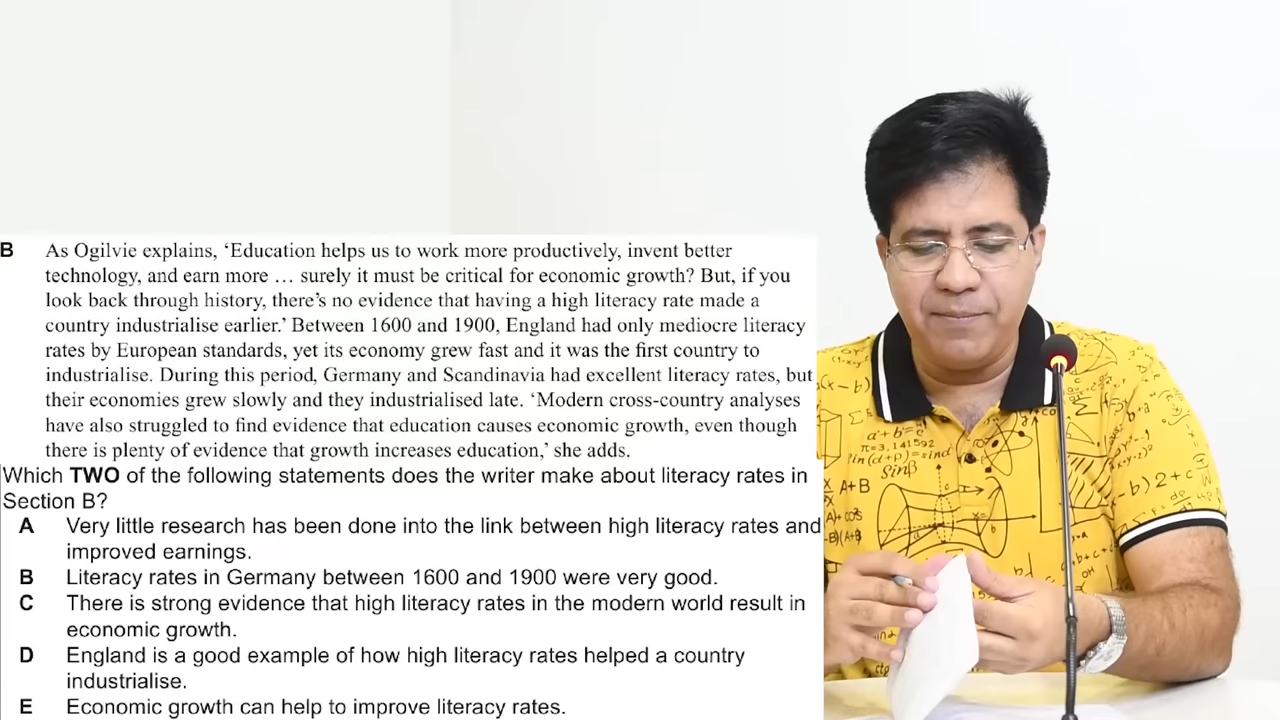 B As Ogilvie explains, ‘Education helps us to work more productively, invent better
technology, and earn more … surely it must be critical for economic growth? But, if you
look back through history, there’s no evidence that having a high literacy rate made a
country industrialise earlier.’ Between 1600 and 1900, England had only mediocre literacy
rates by European standards, yet its economy grew fast and it was the first country to
industrialise. During this period, Germany and Scandinavia had excellent literacy rates, but
their economies grew slowly and they industrialised late. ‘Modern cross-country analyses
have also struggled to find evidence that education causes economic growth, even though
there is plenty of evidence that growth increases education,’ she adds.
Which TWO of the following statements does the writer make about literacy rates in
Section B?
A Very little research has been done into the link between high literacy rates and
improved earnings.
B Literacy rates in Germany between 1600 and 1900 were very good.
C There is strong evidence that high literacy rates in the modern world result in
economic growth.
D England is a good example of how high literacy rates helped a country
industrialise.
E Economic growth can help to improve literacy rates.
a+b=c
π=3,141592
Sinβ
A+B